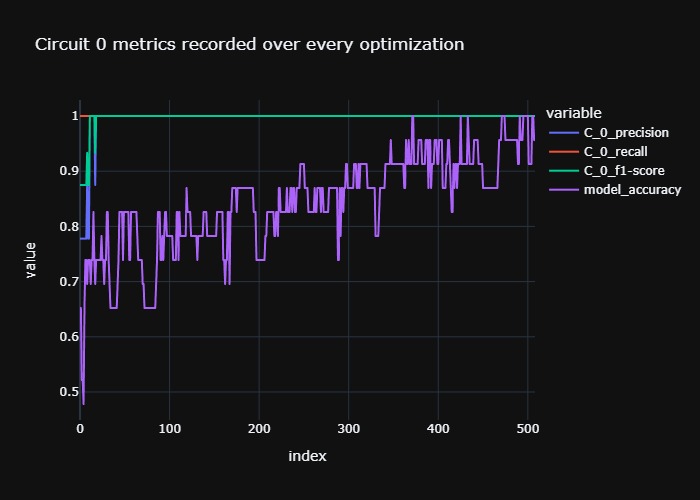 Circuit 0 metrics recorded over every optimization
variable
C_0_precision
C_0_recall
C_0_f1-score
model_accuracy
value
1
0.9
0.8
0.7
0.6
0.5
0 100 200 300 400 500
index